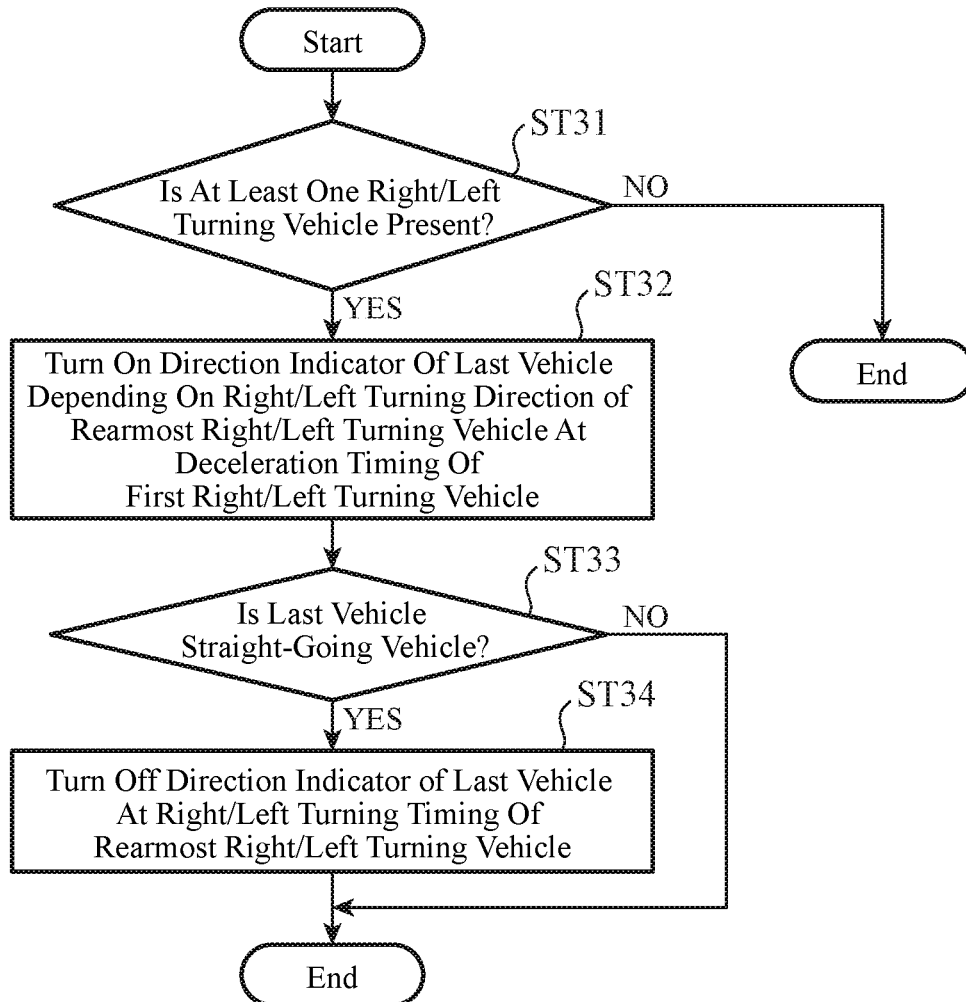 Start
ST31
Is At Least One Right/Left
Turning Vehicle Present?
NO
YES
ST32
Turn On Direction Indicator Of Last Vehicle
Depending On Right/Left Turning Direction of
Rearmost Right/Left Turning Vehicle At
Deceleration Timing Of
First Right/Left Turning Vehicle
End
ST33
Is Last Vehicle
Straight-Going Vehicle?
NO
YES
ST34
Turn Off Direction Indicator of Last Vehicle
At Right/Left Turning Timing Of
Rearmost Right/Left Turning Vehicle
End